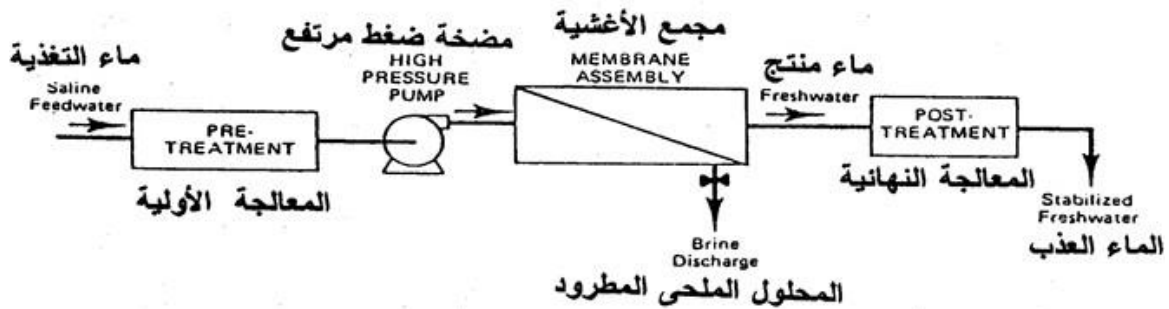 ماء التغذية
Saline
Feedwater
PRE-
TREATMENT
المعالجة الأولية
مضخة ضغط مرتفع
HIGH
PRESSURE
PUMP
مجمع الأغشية
MEMBRANE
ASSEMBLY
Brine
Discharge
المحلول الملحى المطرود
ماء منتج
Freshwater
POST-
TREATMENT
المعالجة النهائية
Stabilized
Freshwater
الماء العذب